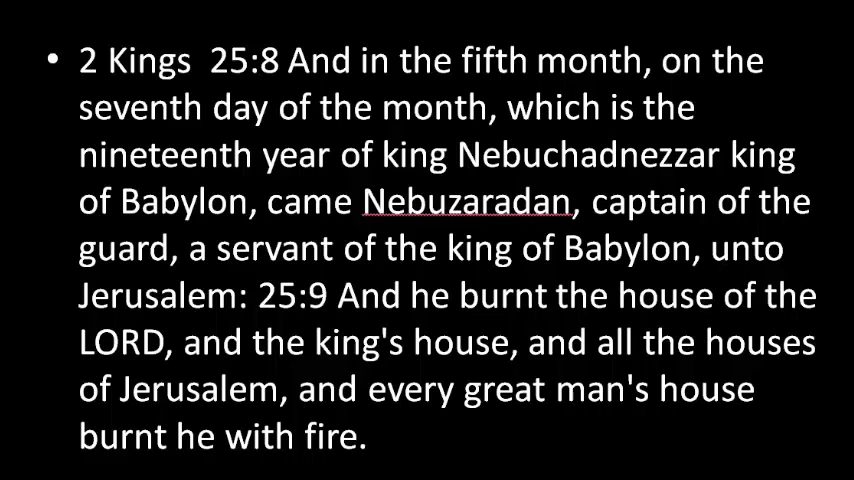 • 2 Kings  25:8 And in the fifth month, on the
seventh day of the month, which is the
nineteenth year of king Nebuchadnezzar king
of Babylon, came Nebuzaradan, captain of the
guard, a servant of the king of Babylon, unto
Jerusalem: 25:9 And he burnt the house of the
LORD, and the king's house, and all the houses
of Jerusalem, and every great man's house
burnt he with fire.